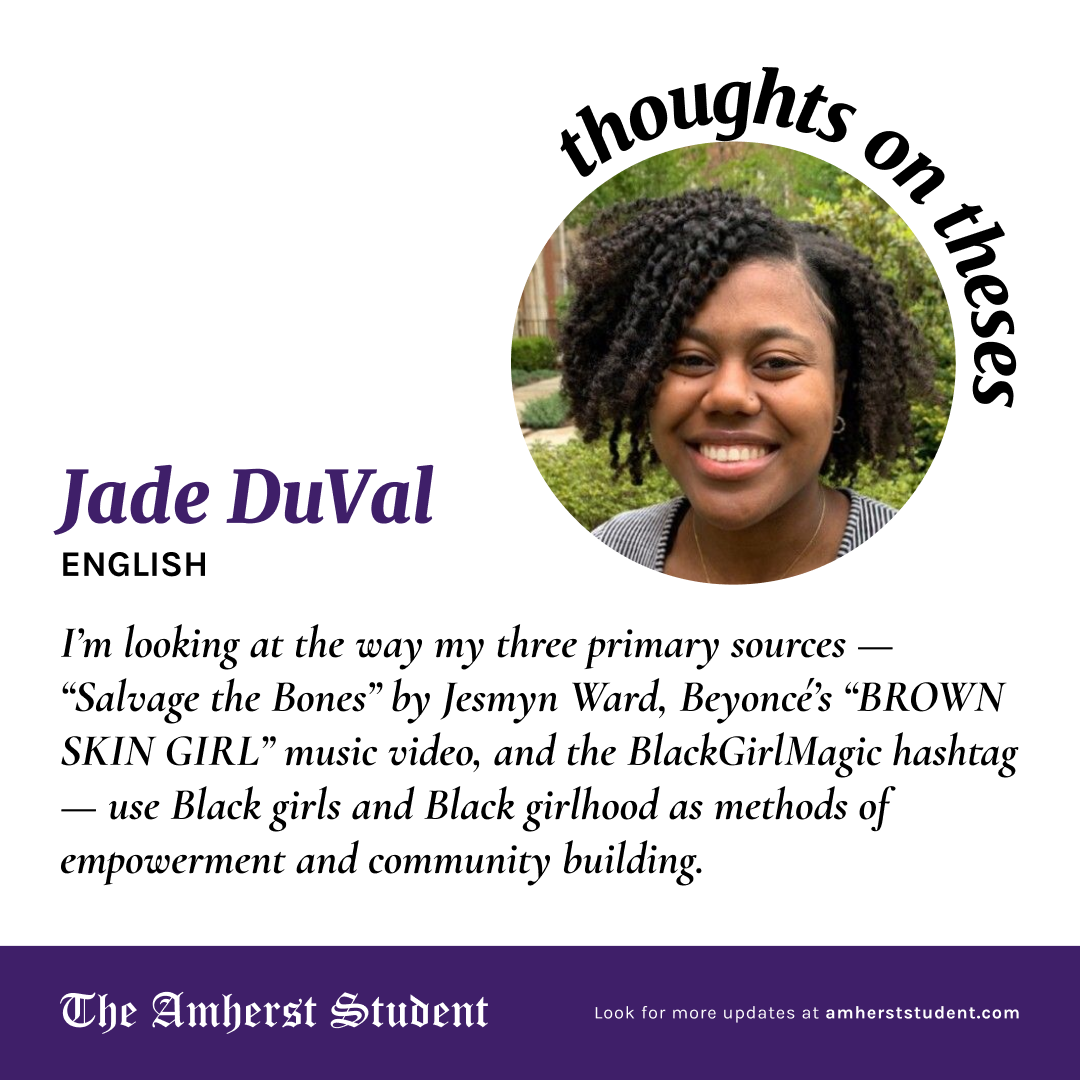 thoughts on theses
Jade DuVal
ENGLISH
I’m looking at the way my three primary sources —
“Salvage the Bones” by Jesmyn Ward, Beyoncé’s “BROWN
SKIN GIRL” music video, and the BlackGirlMagic hashtag
— use Black girls and Black girlhood as methods of
empowerment and community building.
The Amherst Student
Look for more updates at amherststudent.com